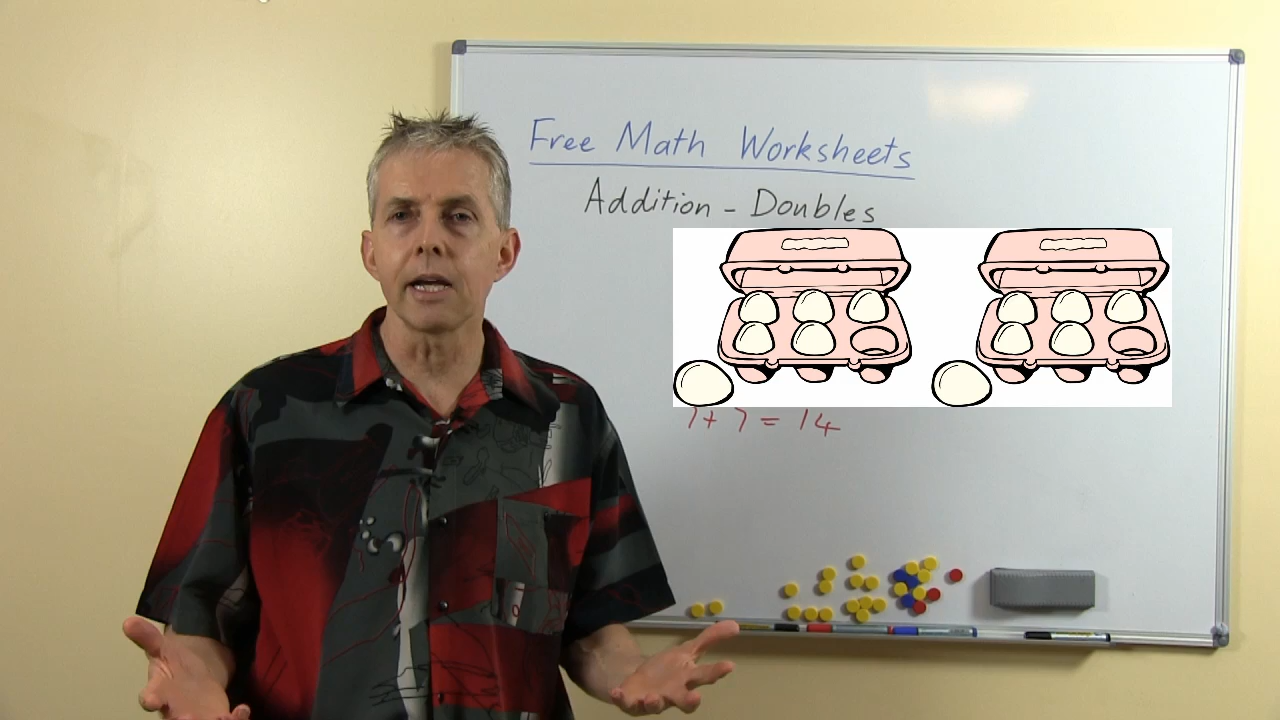 Free Math Worksheets
Addition - Doubles
7 + 7 = 14